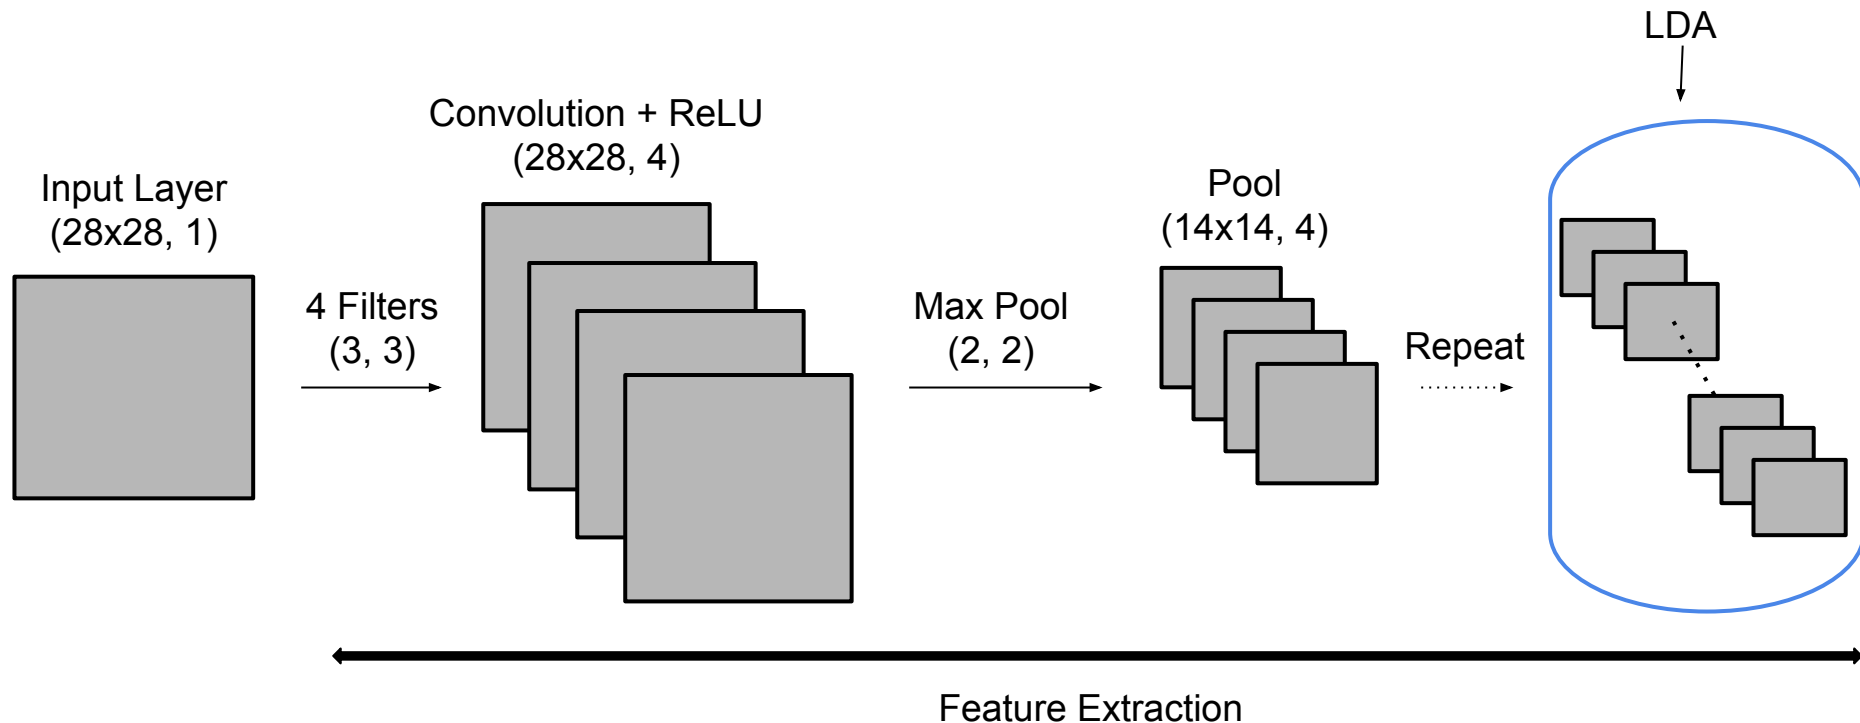 Input Layer
(28x28, 1)
4 Filters
(3, 3)
Convolution + ReLU
(28x28, 4)
Max Pool
(2, 2)
Pool
(14x14, 4)
Repeat
LDA
Feature Extraction